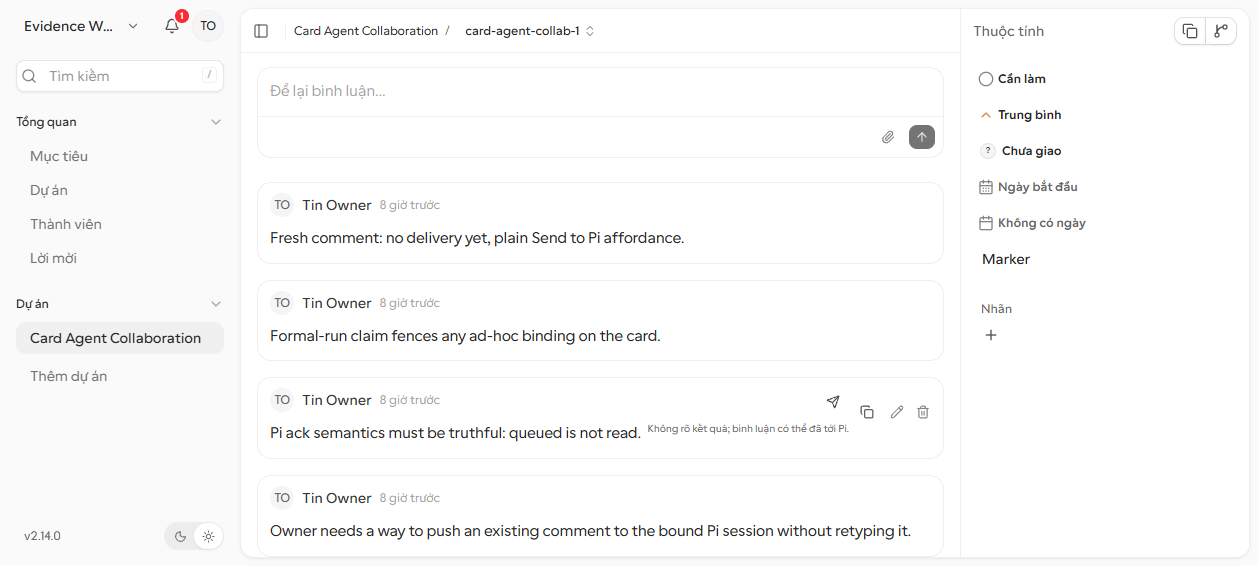 Evidence W...
1
TO
Tìm kiếm
/
Tổng quan
Mục tiêu
Dự án
Thành viên
Lời mời
Dự án
Card Agent Collaboration
Thêm dự án
v2.14.0
Card Agent Collaboration / card-agent-collab-1
Để lại bình luận...
TO Tin Owner 8 giờ trước
Fresh comment: no delivery yet, plain Send to Pi affordance.
TO Tin Owner 8 giờ trước
Formal-run claim fences any ad-hoc binding on the card.
TO Tin Owner 8 giờ trước
Pi ack semantics must be truthful: queued is not read. Không rõ kết quả; bình luận có thể đã tới Pi.
TO Tin Owner 8 giờ trước
Owner needs a way to push an existing comment to the bound Pi session without retyping it.
Thuộc tính
Cần làm
Trung bình
? Chưa giao
Ngày bắt đầu
Không có ngày
Marker
Nhãn